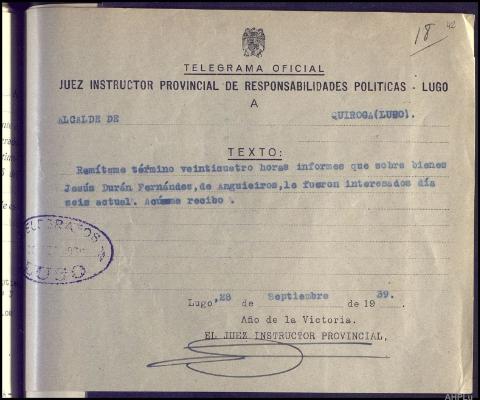 18
42
TELEGRAMA OFICIAL
JUEZ INSTRUCTOR PROVINCIAL DE RESPONSABILIDADES POLITICAS - LUGO
A
ALCALDE DE QUIROGA(LUGO).
TEXTO:
Remítame término veinticuatro horas informes que sobre bienes
Jesús Durán Fernández, de Anguieiros, le fueron interesados día
seis actual. Acúseme recibo.
TELEGRAFOS
LUGO
Lugo, 28 de Septiembre de 1939.
Año de la Victoria.
EL JUEZ INSTRUCTOR PROVINCIAL,
AHPLu